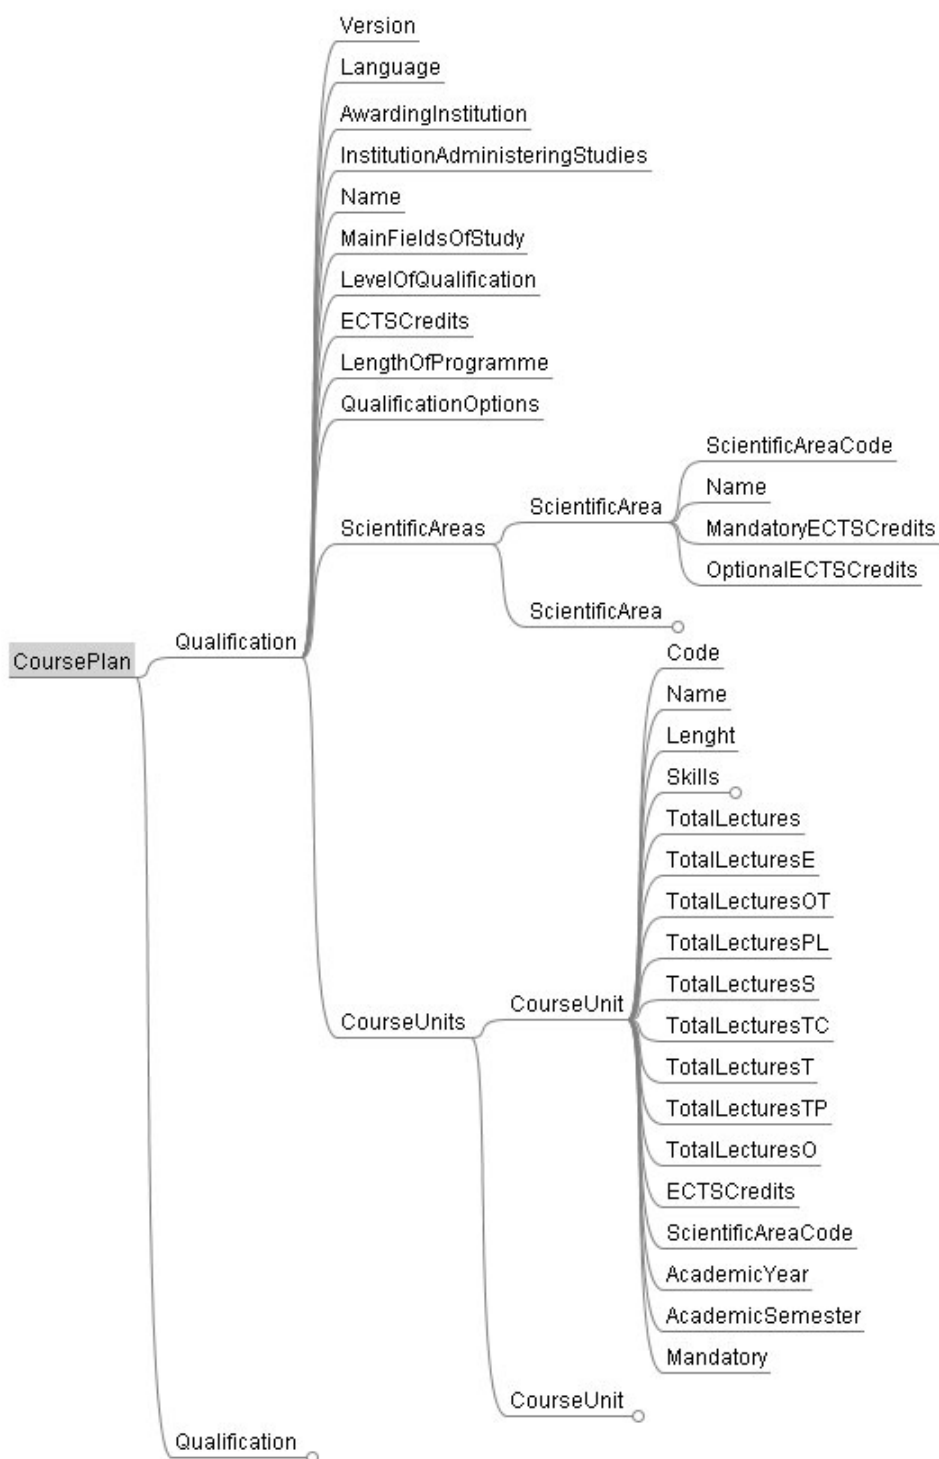 Version
Language
AwardingInstitution
InstitutionAdministeringStudies
Name
MainFieldsOfStudy
LevelOfQualification
ECTSCredits
LengthOfProgramme
QualificationOptions
ScientificAreaCode
Name
ScientificArea
MandatoryECTSCredits
ScientificAreas
OptionalECTSCredits
ScientificArea
Qualification
CoursePlan
Code
Name
Lenght
Skills
TotalLectures
TotalLecturesE
TotalLecturesOT
TotalLecturesPL
TotalLecturesS
CourseUnit
CourseUnits
TotalLecturesTC
TotalLecturesT
TotalLecturesTP
TotalLecturesO
ECTSCredits
ScientificAreaCode
AcademicYear
AcademicSemester
Mandatory
CourseUnit
Qualification